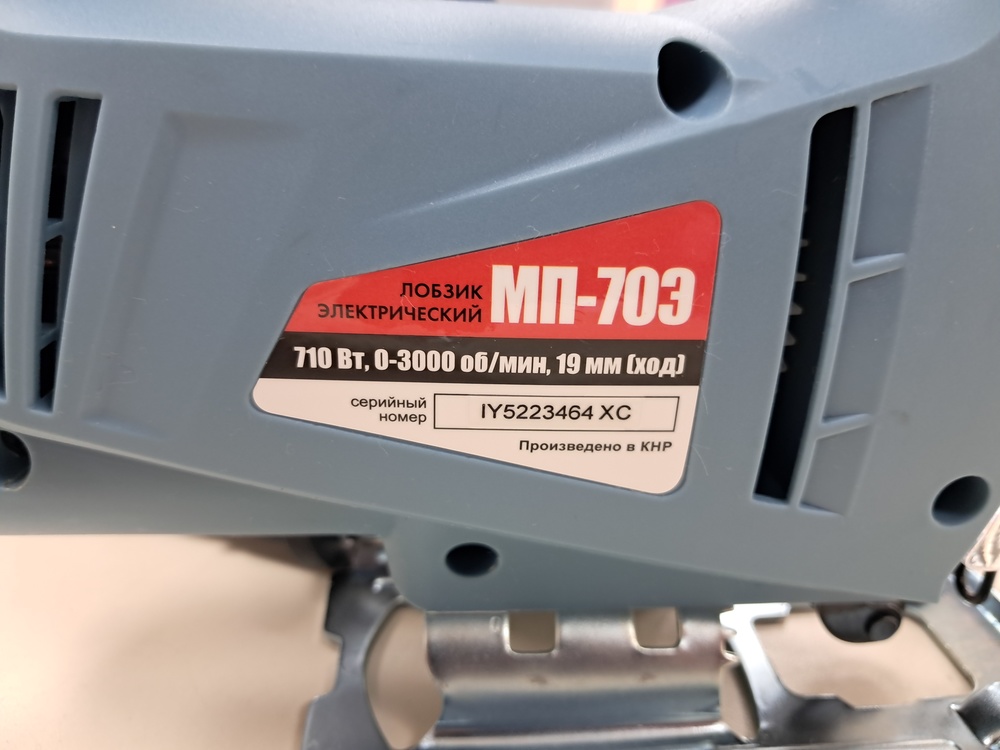 ЛОБЗИК
ЭЛЕКТРИЧЕСКИЙ
МП-70Э
710 Вт, 0-3000 об/мин, 19 мм (ход)
серийный
номер
IY5223464 XC
Произведено в КНР